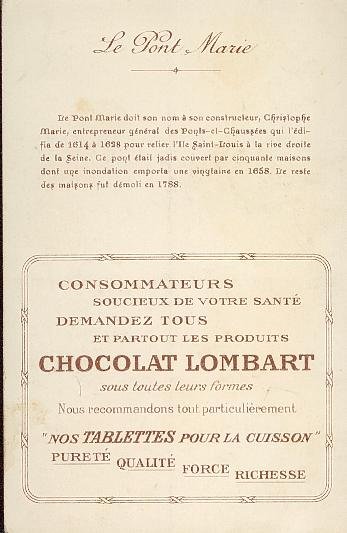 Le Pont Marie
Le Pont Marie doit son nom à son constructeur, Christophe
Marie, entrepreneur général des Ponts-et-Chaussées qui l'édi-
fia de 1614 à 1628 pour relier l'Ile Saint-Louis à la rive droite
de la Seine. Ce pont était jadis couvert par cinquante maisons
dont une inondation emporta une vingtaine en 1658. Le reste
des maisons fut démoli en 1788.
CONSOMMATEURS
SOUCIEUX DE VOTRE SANTÉ
DEMANDEZ TOUS
ET PARTOUT LES PRODUITS
CHOCOLAT LOMBART
sous toutes leurs formes
Nous recommandons tout particulièrement
"NOS TABLETTES POUR LA CUISSON"
PURETÉ QUALITÉ FORCE RICHESSE